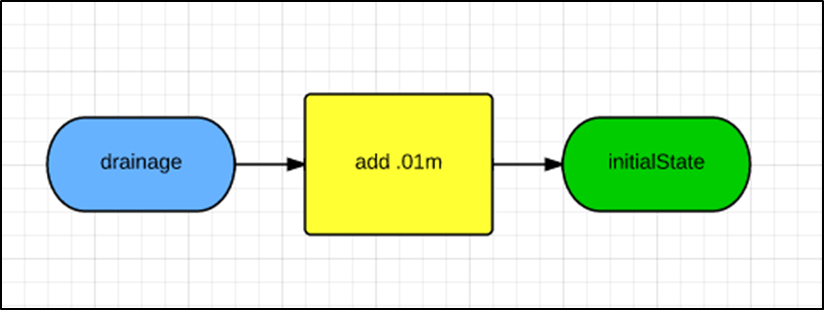 drainage
add .01m
initialState